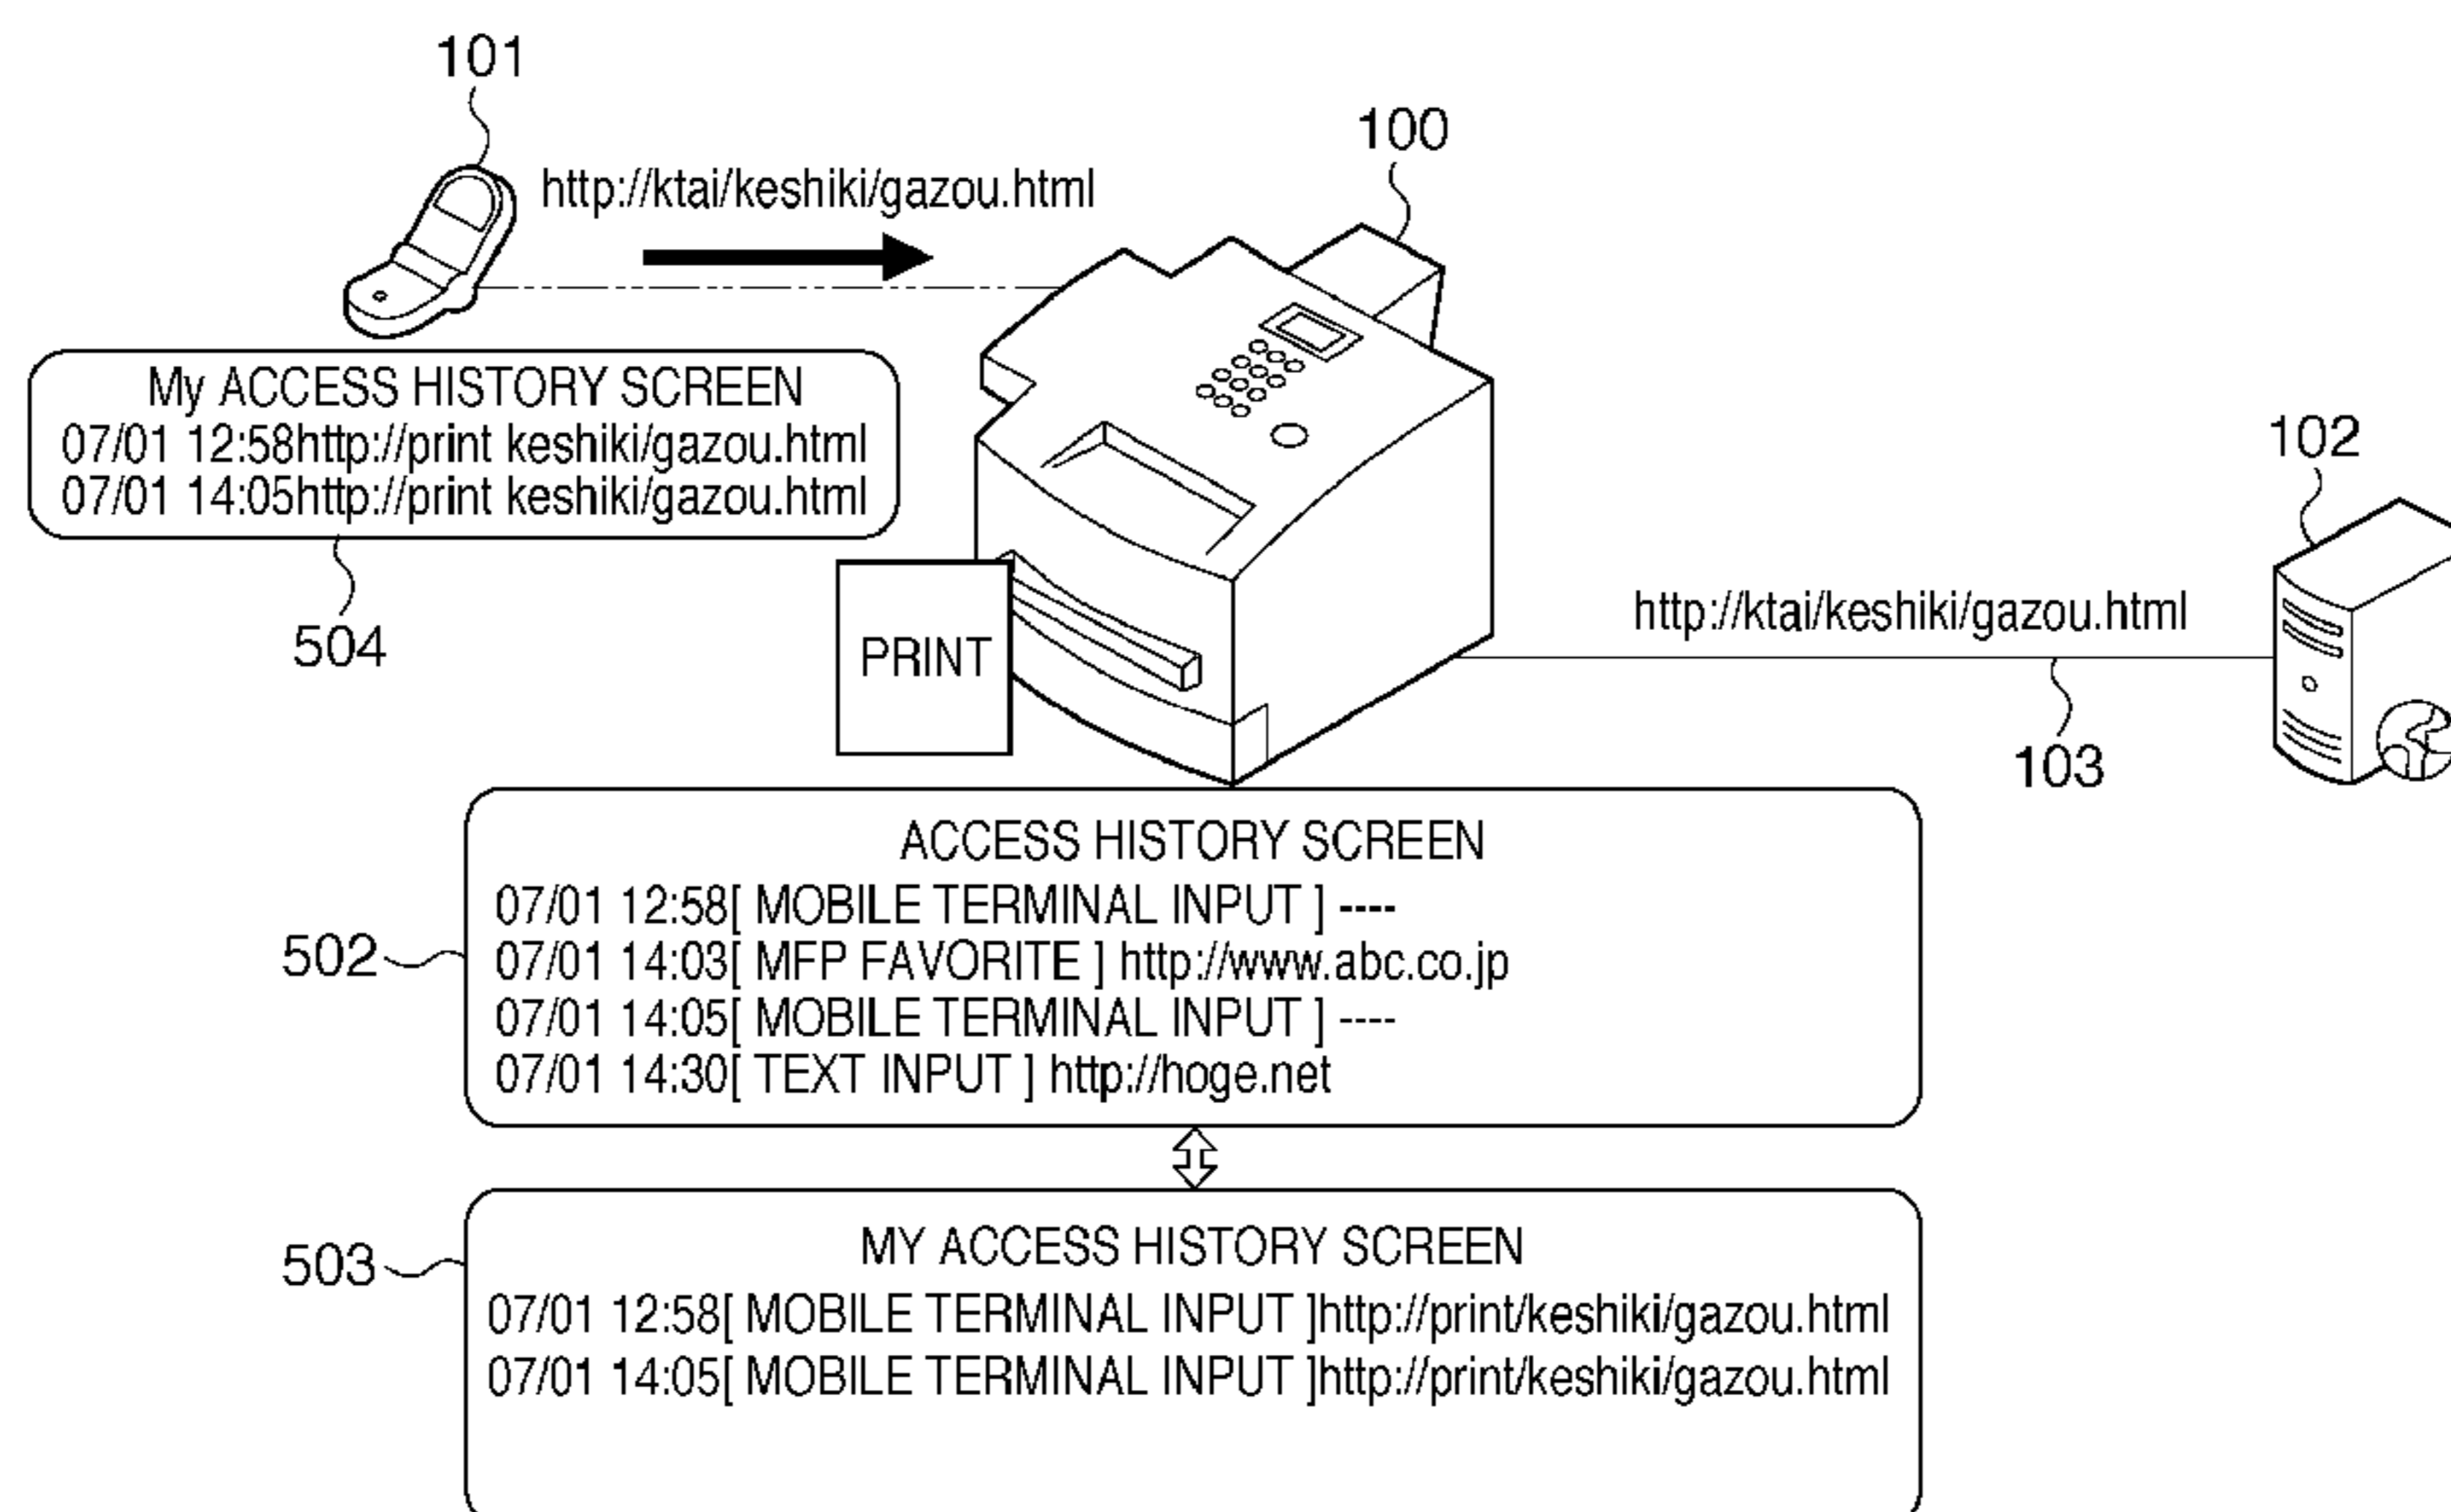 101
100
http://ktai/keshiki/gazou.html
My ACCESS HISTORY SCREEN
07/01 12:58http://print keshiki/gazou.html
07/01 14:05http://print keshiki/gazou.html
504
PRINT
102
http://ktai/keshiki/gazou.html
103
502
ACCESS HISTORY SCREEN
07/01 12:58[ MOBILE TERMINAL INPUT ] ----
07/01 14:03[ MFP FAVORITE ] http://www.abc.co.jp
07/01 14:05[ MOBILE TERMINAL INPUT ] ----
07/01 14:30[ TEXT INPUT ] http://hoge.net
503
MY ACCESS HISTORY SCREEN
07/01 12:58[ MOBILE TERMINAL INPUT ]http://print/keshiki/gazou.html
07/01 14:05[ MOBILE TERMINAL INPUT ]http://print/keshiki/gazou.html